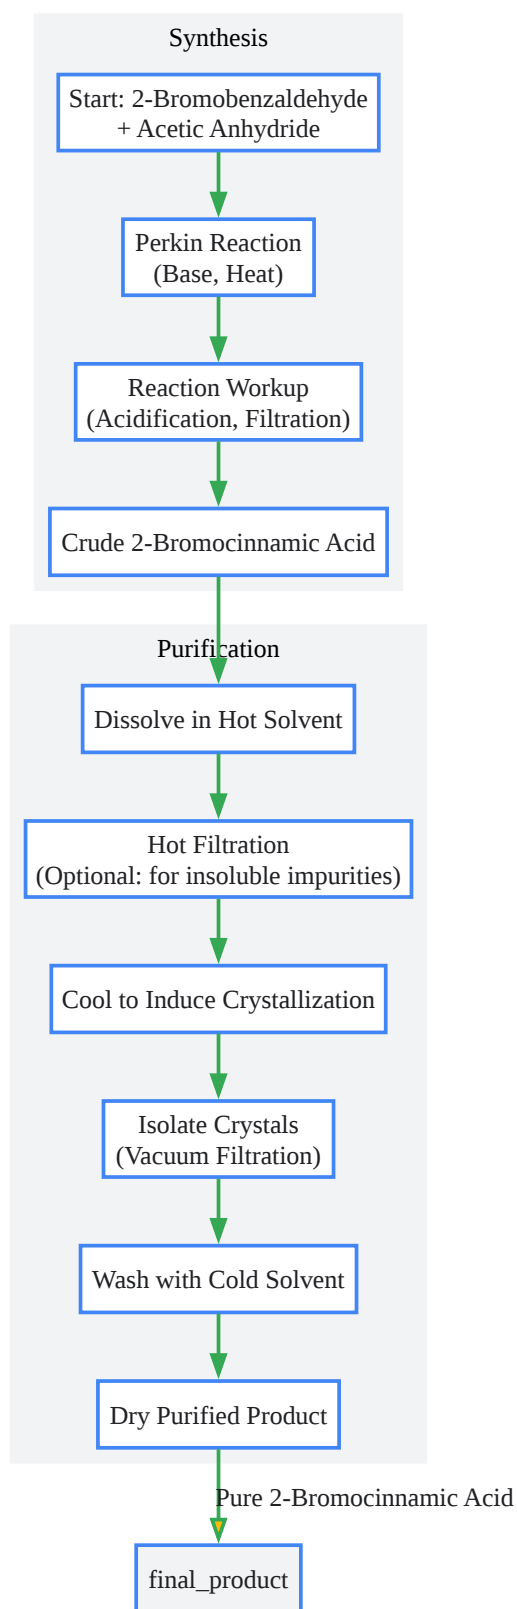 Synthesis
Start: 2-Bromobenzaldehyde
+ Acetic Anhydride
Perkin Reaction
(Base, Heat)
Reaction Workup
(Acidification, Filtration)
Crude 2-Bromocinnamic Acid
Purification
Dissolve in Hot Solvent
Hot Filtration
(Optional: for insoluble impurities)
Cool to Induce Crystallization
Isolate Crystals
(Vacuum Filtration)
Wash with Cold Solvent
Dry Purified Product
Pure 2-Bromocinnamic Acid
final_product